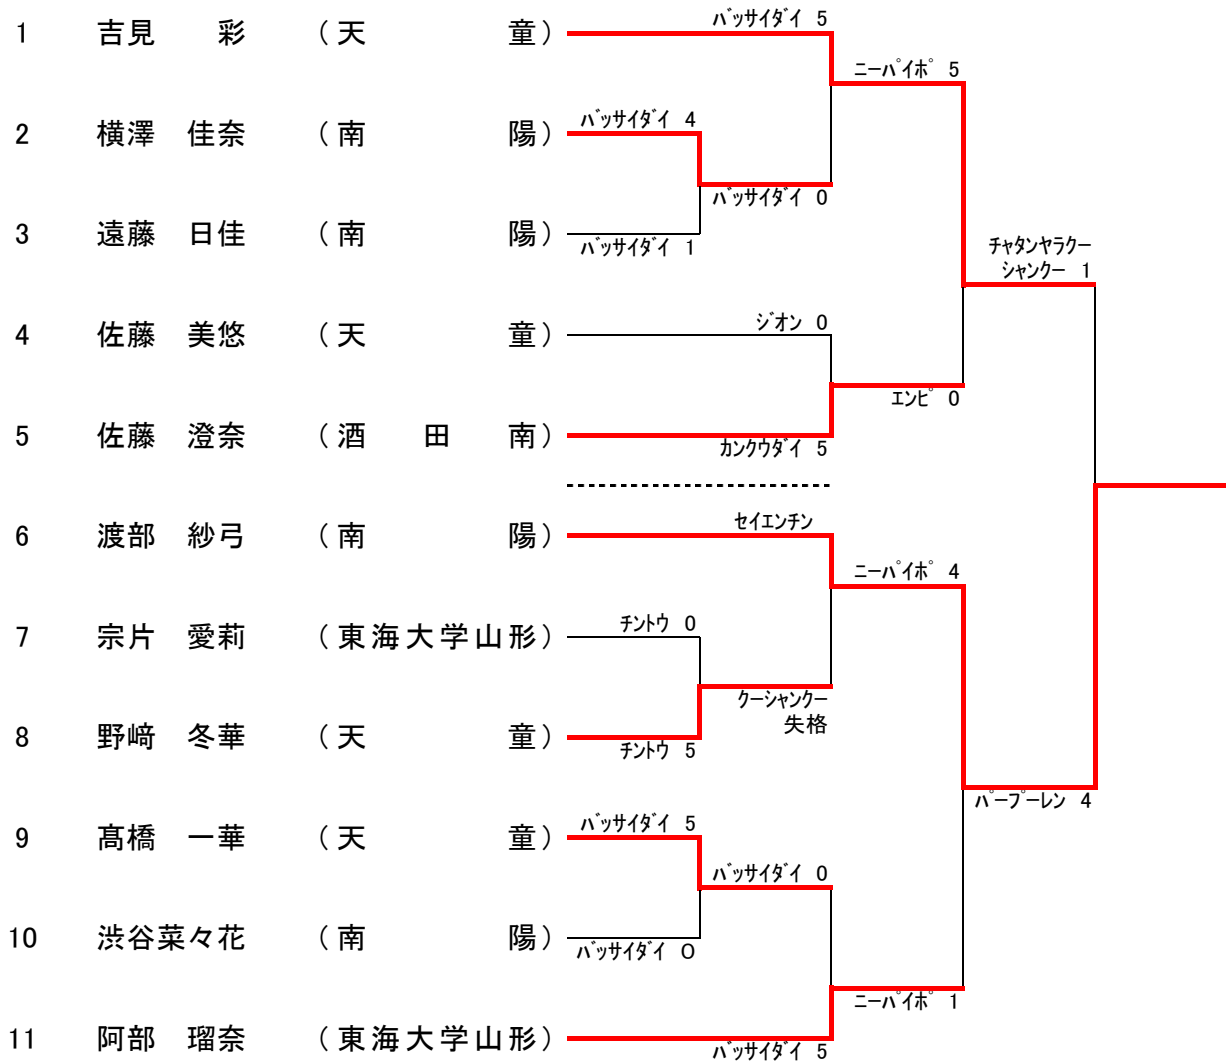 バッサイダイ 5
1 吉見 彩 (天 童)
ニーパイポ 5
バッサイダイ 4
2 横澤 佳奈 (南 陽)
バッサイダイ 0
3 遠藤 日佳 (南 陽)
バッサイダイ 1
チャタンヤラクー
シャンクー 1
ジオン 0
4 佐藤 美悠 (天 童)
エンピ 0
5 佐藤 澄奈 (酒 田 南)
カンクウダイ 5
セイエンチン
6 渡部 紗弓 (南 陽)
ニーパイポ 4
チントウ 0
7 宗片 愛莉 (東海大学山形)
クーシャンクー
失格
8 野﨑 冬華 (天 童)
チントウ 5
パープーレン 4
バッサイダイ 5
9 髙橋 一華 (天 童)
バッサイダイ 0
10 渋谷菜々花 (南 陽)
バッサイダイ O
ニーパイポ 1
11 阿部 瑠奈 (東海大学山形)
バッサイダイ 5